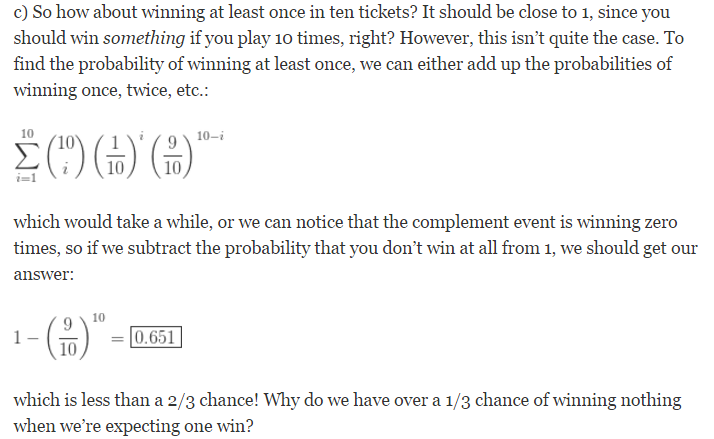 c) So how about winning at least once in ten tickets? It should be close to 1, since you
should win something if you play 10 times, right? However, this isn’t quite the case. To
find the probability of winning at least once, we can either add up the probabilities of
winning once, twice, etc.:
\sum_{i=1}^{10} \binom{10}{i} \left(\frac{1}{10}\right)^i \left(\frac{9}{10}\right)^{10-i}
which would take a while, or we can notice that the complement event is winning zero
times, so if we subtract the probability that you don’t win at all from 1, we should get our
answer:
1 - \left(\frac{9}{10}\right)^{10} = \boxed{0.651}
which is less than a 2/3 chance! Why do we have over a 1/3 chance of winning nothing
when we’re expecting one win?